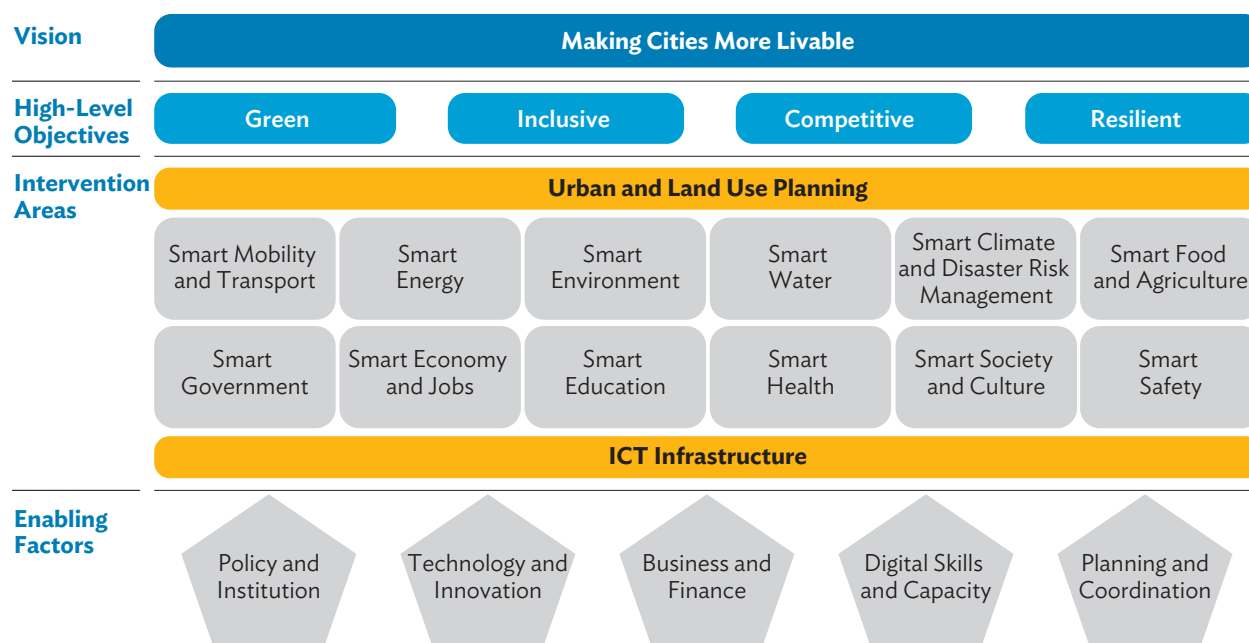 Vision
Making Cities More Livable
High-Level
Objectives
Green
Inclusive
Competitive
Resilient
Intervention
Areas
Urban and Land Use Planning
Smart Mobility
and Transport
Smart
Energy
Smart
Environment
Smart
Water
Smart Climate
and Disaster Risk
Management
Smart Food
and Agriculture
Smart
Government
Smart Economy
and Jobs
Smart
Education
Smart
Health
Smart Society
and Culture
Smart
Safety
ICT Infrastructure
Enabling
Factors
Policy and
Institution
Technology and
Innovation
Business and
Finance
Digital Skills
and Capacity
Planning and
Coordination